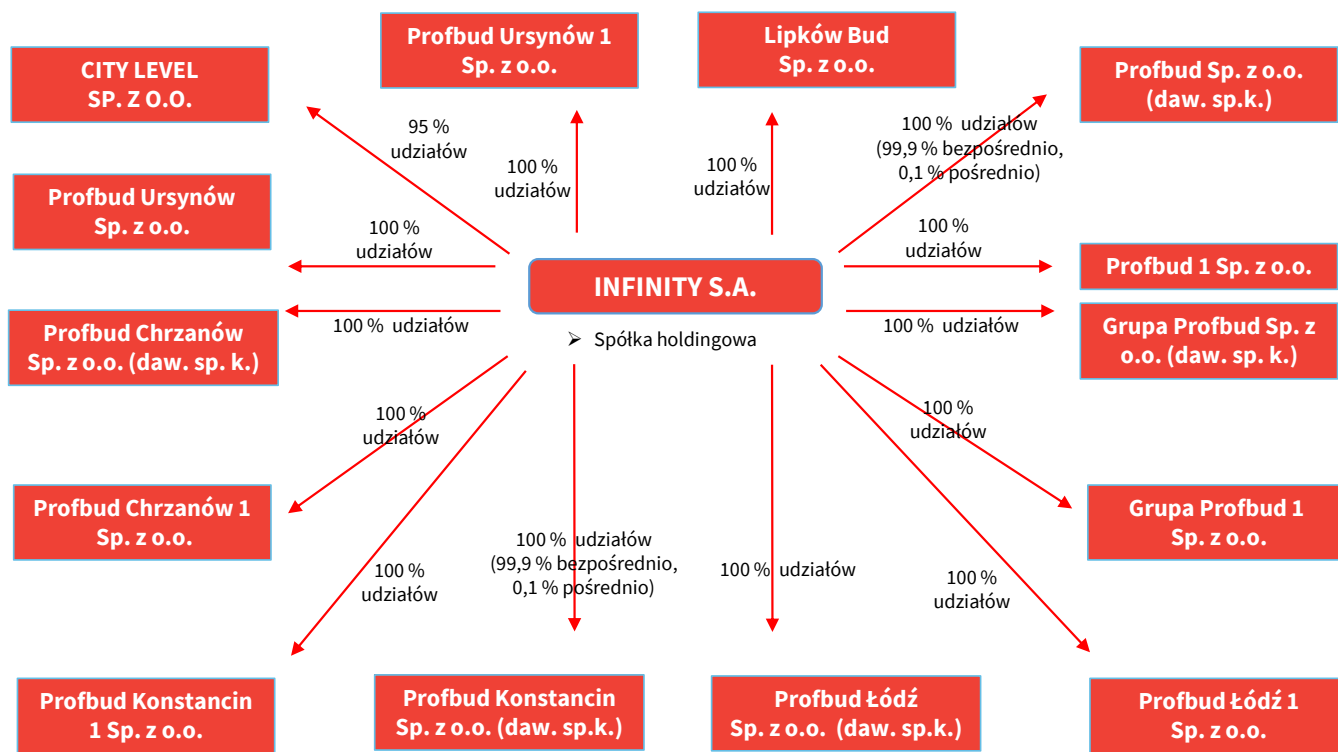 Profbud Ursynów 1
Sp. z o.o.
Lipków Bud
Sp. z o.o.
CITY LEVEL
SP. Z O.O.
Profbud Sp. z o.o.
(daw. sp.k.)
95 %
udziałów
100 %
udziałów
100 %
udziałów
100 % udziałów
(99,9 % bezpośrednio,
0,1 % pośrednio)
Profbud Ursynów
Sp. z o.o.
100 %
udziałów
100 %
udziałów
Profbud 1 Sp. z o.o.
INFINITY S.A.
➢ Spółka holdingowa
Profbud Chrzanów
Sp. z o.o. (daw. sp. k.)
100 % udziałów
100 % udziałów
Grupa Profbud Sp. z
o.o. (daw. sp. k.)
100 %
udziałów
100 %
udziałów
Profbud Chrzanów 1
Sp. z o.o.
Grupa Profbud 1
Sp. z o.o.
100 %
udziałów
100 % udziałów
(99,9 % bezpośrednio,
0,1 % pośrednio)
100 % udziałów
100 %
udziałów
Profbud Konstancin
1 Sp. z o.o.
Profbud Konstancin
Sp. z o.o. (daw. sp.k.)
Profbud Łódź
Sp. z o.o. (daw. sp.k.)
Profbud Łódź 1
Sp. z o.o.